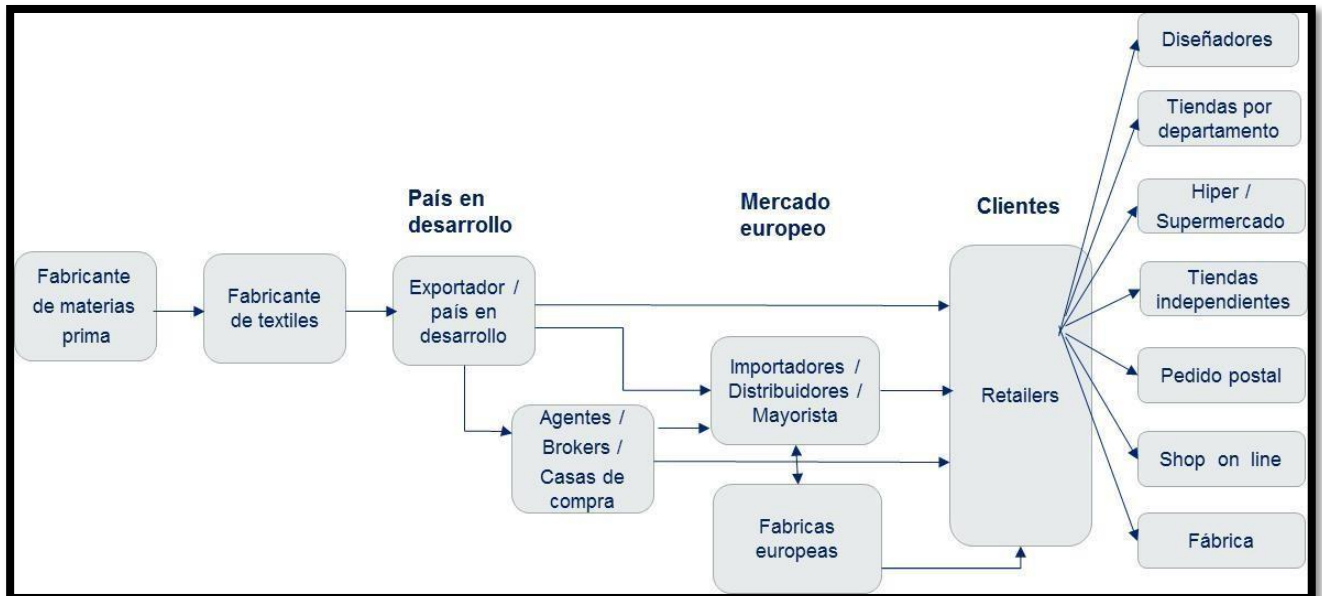 País en
desarrollo
Mercado
europeo
Clientes
Fabricante
de materias
prima
Fabricante
de textiles
Exportador /
país en
desarrollo
Agentes /
Brokers /
Casas de
compra
Importadores /
Distribuidores /
Mayorista
Fabricas
europeas
Retailers
Diseñadores
Tiendas por
departamento
Hiper /
Supermercado
Tiendas
independientes
Pedido postal
Shop on line
Fábrica